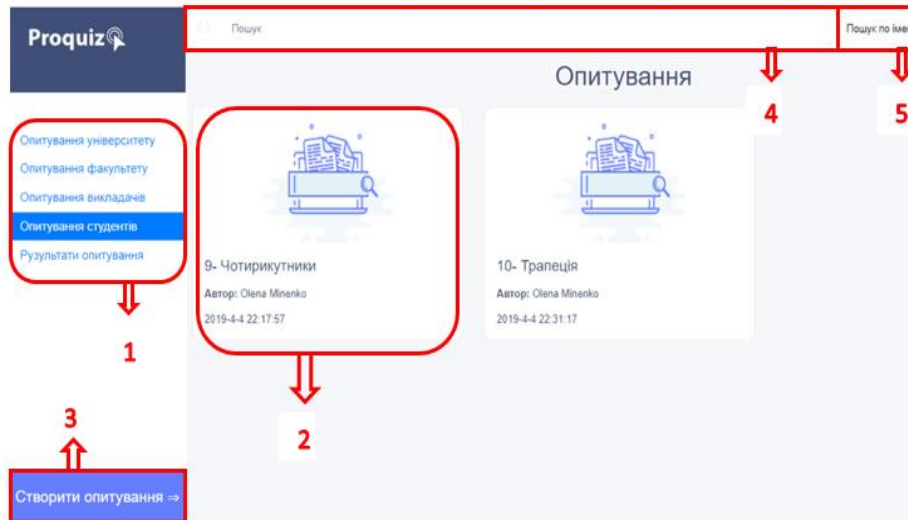 Proquiz
Пошук
Пошук по
Опитування
4
5
Опитування університету
Опитування факультету
Опитування викладачів
Опитування студентів
Рузультати опитування
1
9- Чотирикутники
Автор: Olena Minenko
2019-4-4 22:17:57
10- Трапеція
Автор: Olena Minenko
2019-4-4 22:31:17
2
3
Створити опитування ⇒